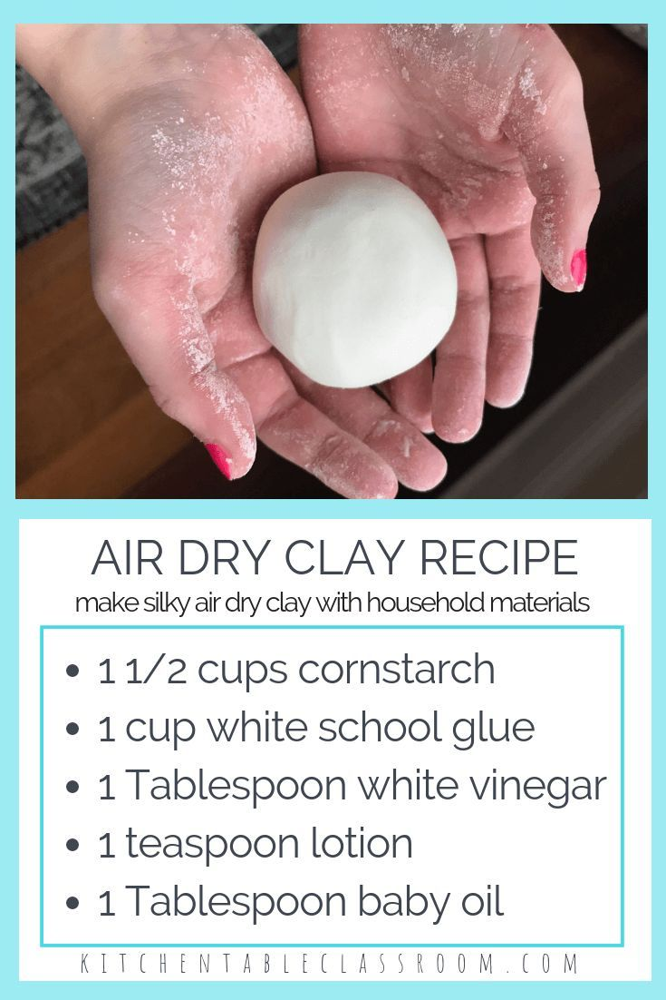 AIR DRY CLAY RECIPE
make silky air dry clay with household materials
• 1 1/2 cups cornstarch
• 1 cup white school glue
• 1 Tablespoon white vinegar
• 1 teaspoon lotion
• 1 Tablespoon baby oil
KITCHENTABLECLASSROOM.COM